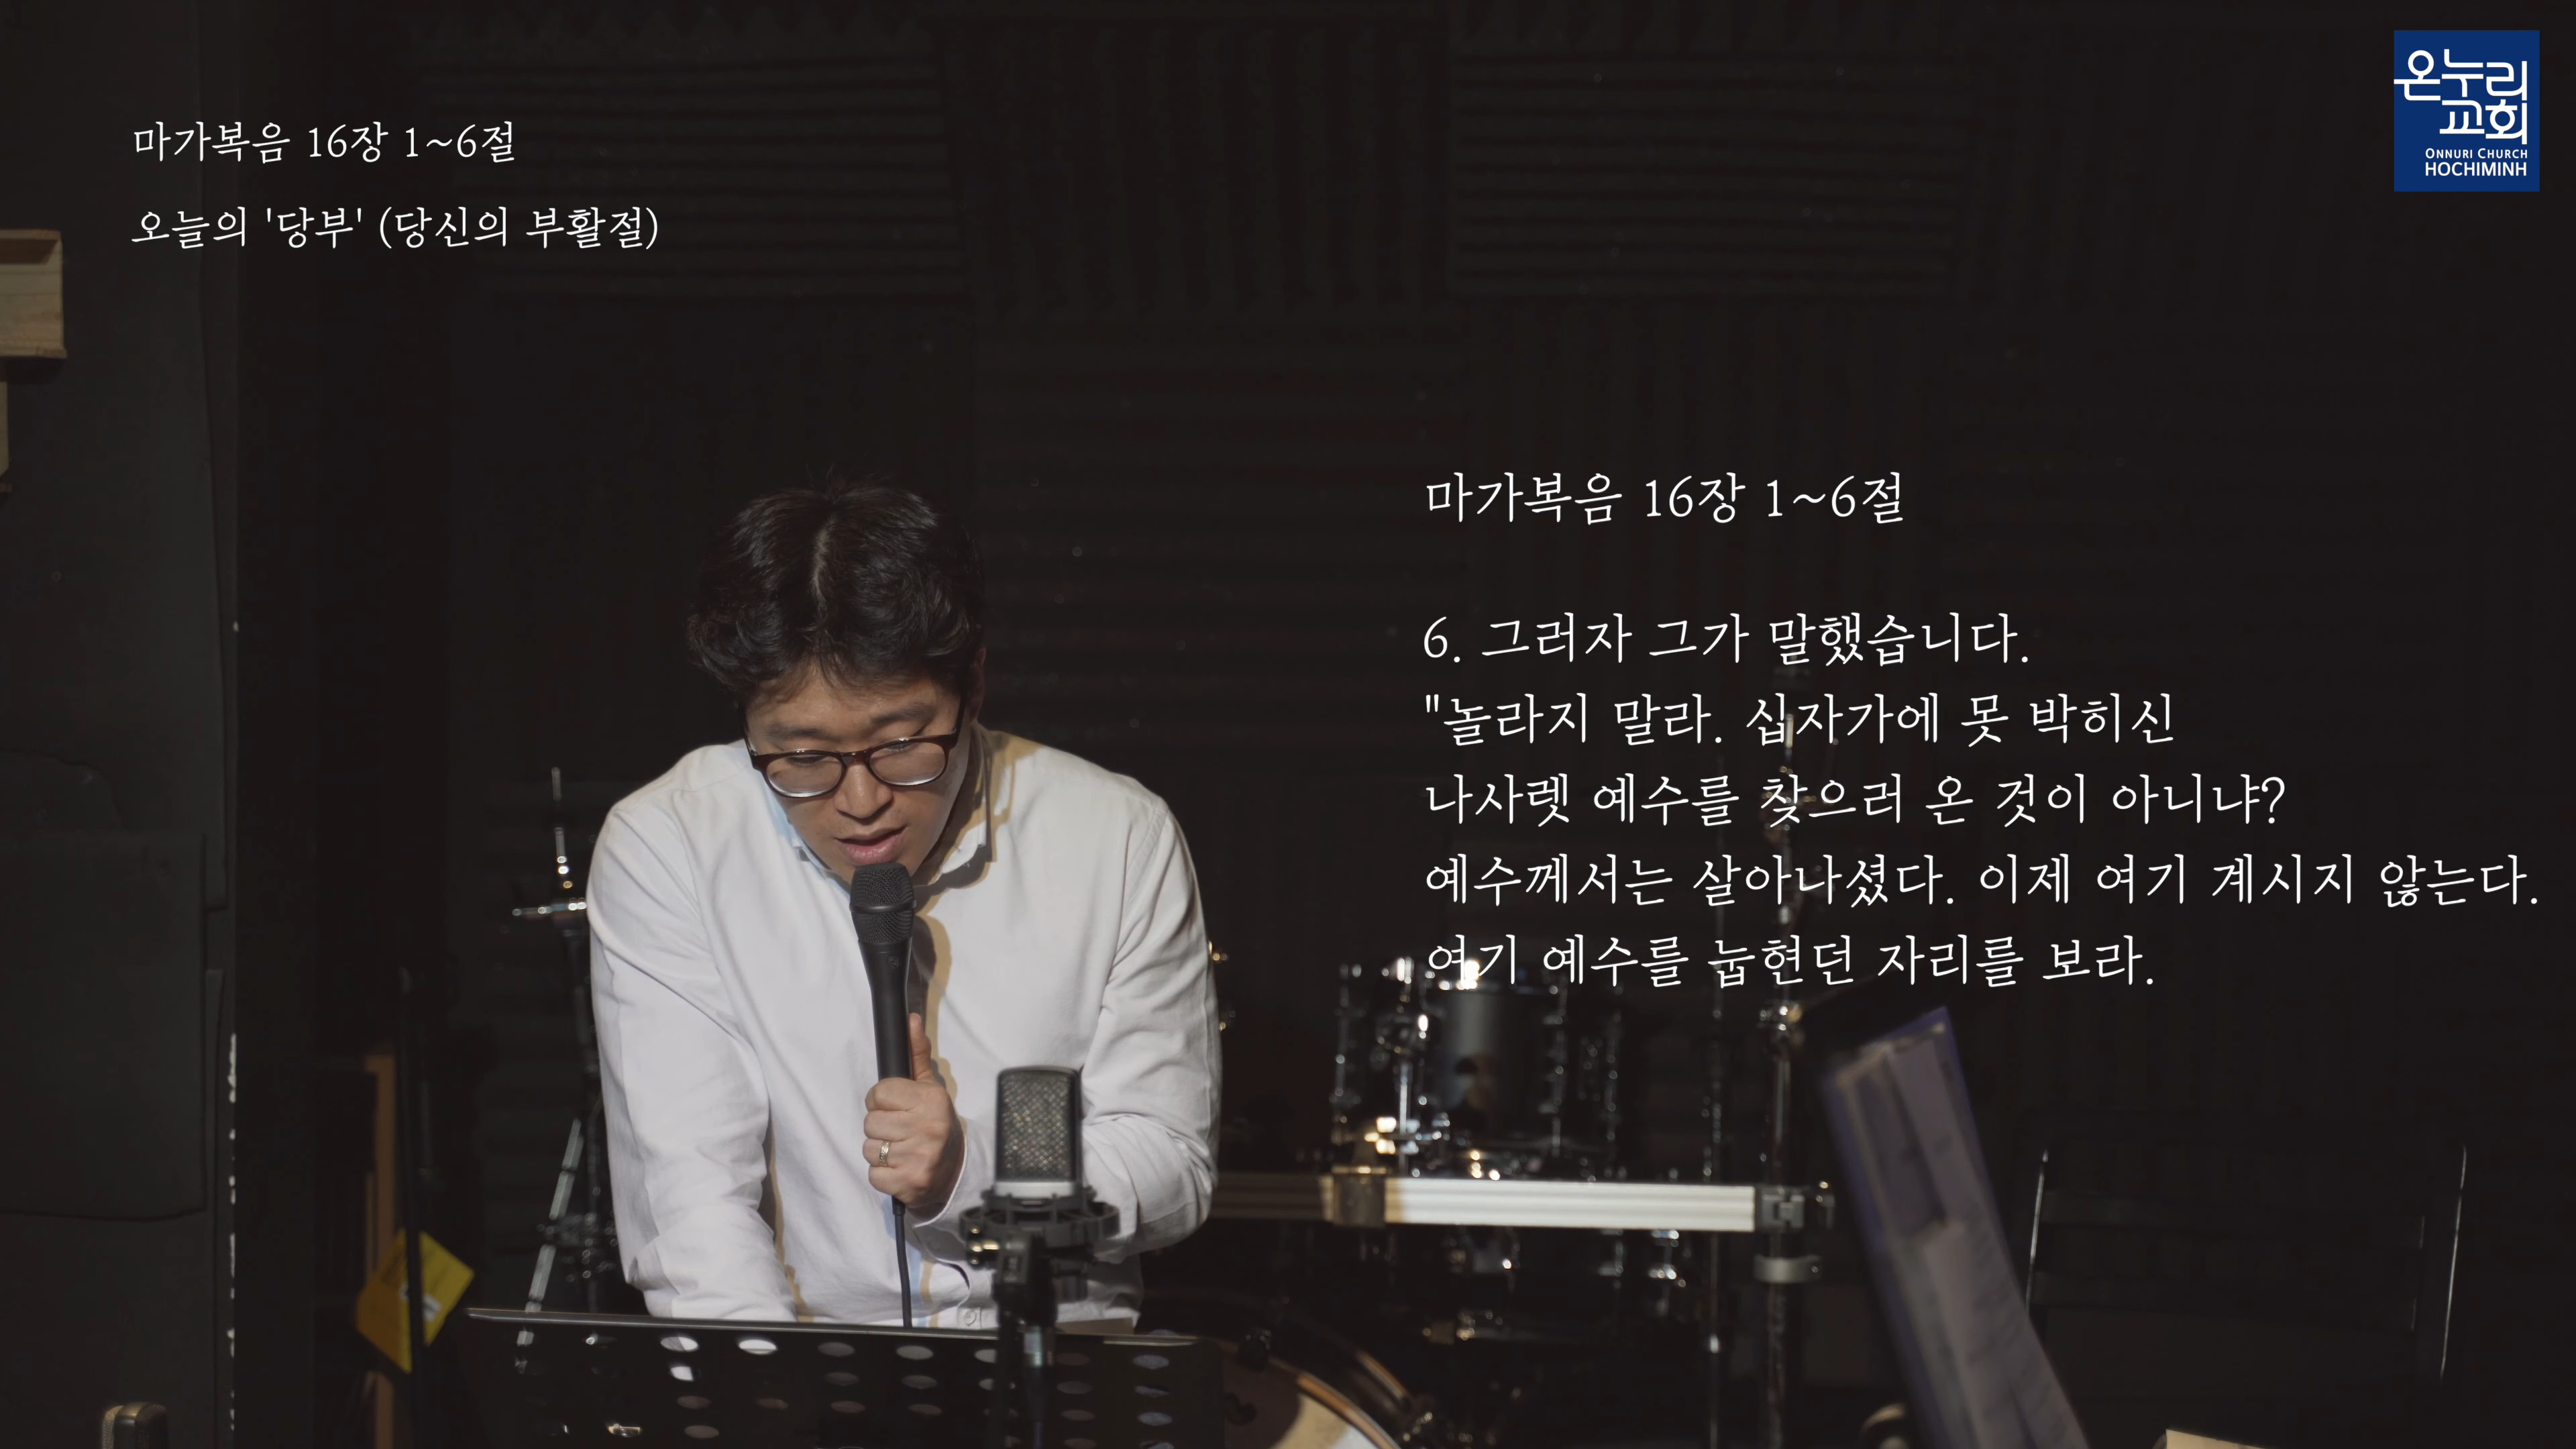 마가복음 16장 1~6절
오늘의 '당부' (당신의 부활절)
온누리
교회
ONNURI CHURCH
HOCHIMINH
마가복음 16장 1~6절
6. 그러자 그가 말했습니다.
"놀라지 말라. 십자가에 못 박히신
나사렛 예수를 찾으러 온 것이 아니냐?
예수께서는 살아나셨다. 이제 여기 계시지 않는다.
여기 예수를 눕현던 자리를 보라.